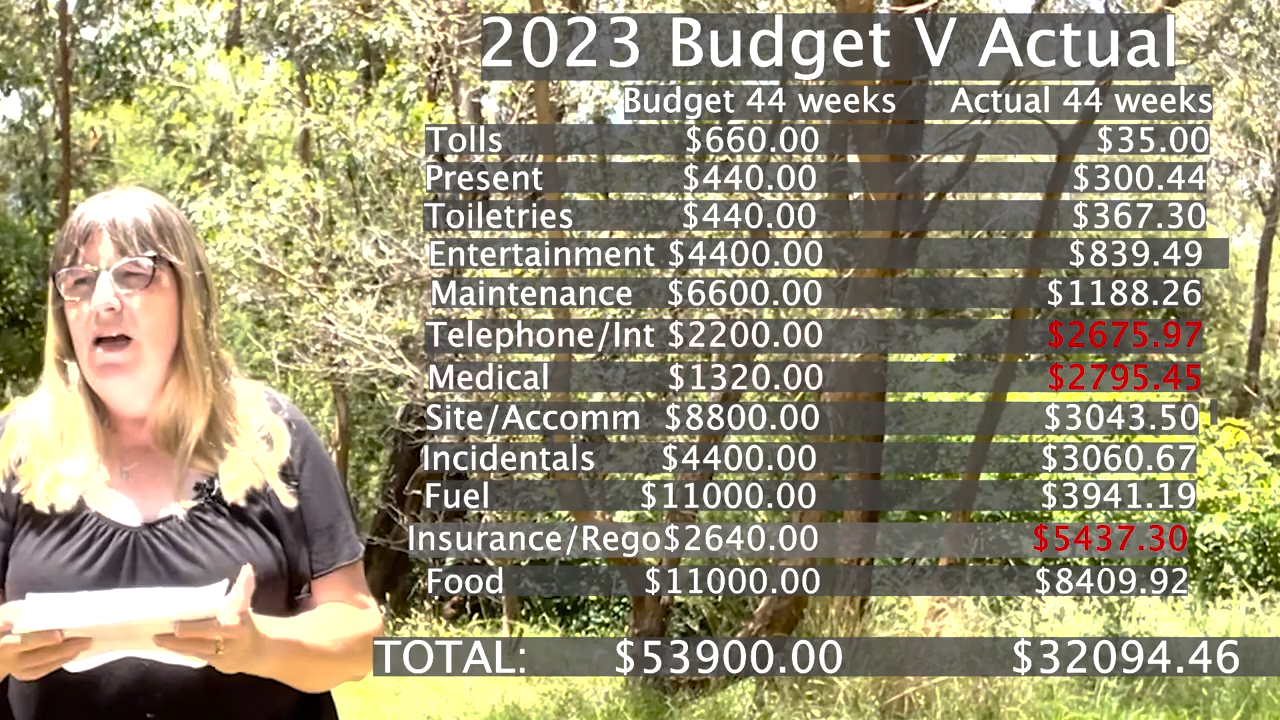 2023 Budget V Actual
Budget 44 weeks Actual 44 weeks
Tolls $660.00 $35.00
Present $440.00 $300.44
Toiletries $440.00 $367.30
Entertainment $4400.00 $839.49
Maintenance $6600.00 $1188.26
Telephone/Int $2200.00 $2675.97
Medical $1320.00 $2795.45
Site/Accomm $8800.00 $3043.50
Incidentals $4400.00 $3060.67
Fuel $11000.00 $3941.19
Insurance/Rego $2640.00 $5437.30
Food $11000.00 $8409.92
TOTAL: $53900.00 $32094.46